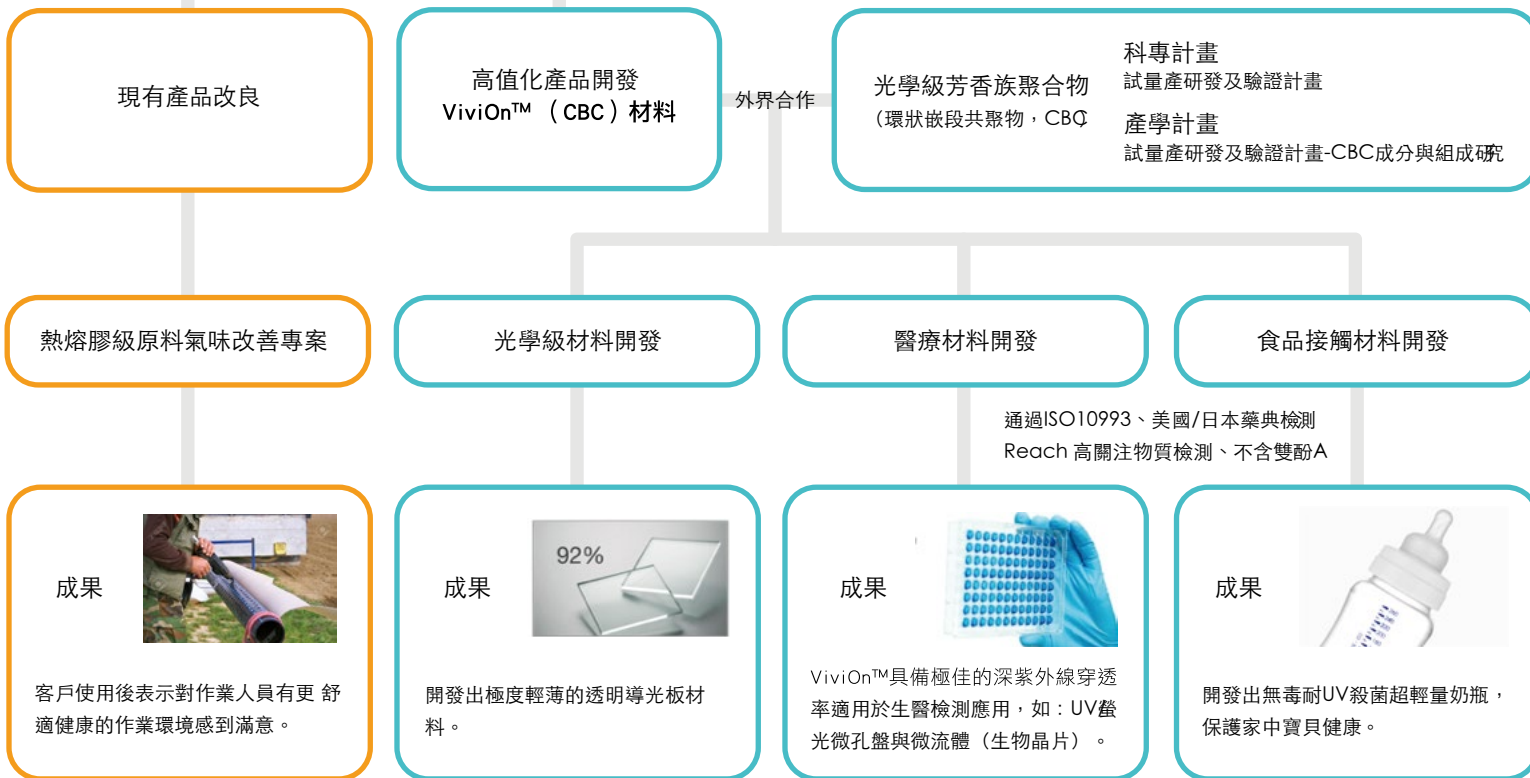 現有產品改良
高值化產品開發
ViviOn™（CBC）材料
外界合作
光學級芳香族聚合物
（環狀嵌段共聚物，CBC）
科專計畫
試量產研發及驗證計畫
產學計畫
試量產研發及驗證計畫-CBC成分與組成研究
熱熔膠級原料氣味改善專案
光學級材料開發
醫療材料開發
食品接觸材料開發
通過ISO10993、美國/日本藥典檢測
Reach 高關注物質檢測、不含雙酚A
成果
客戶使用後表示對作業人員有更 舒
適健康的作業環境感到滿意。
成果
92%
開發出極度輕薄的透明導光板材
料。
成果
ViviOn™具備極佳的深紫外線穿透
率適用於生醫檢測應用，如：UV螢
光微孔盤與微流體（生物晶片）。
成果
開發出無毒耐UV殺菌超輕量奶瓶，
保護家中寶貝健康。